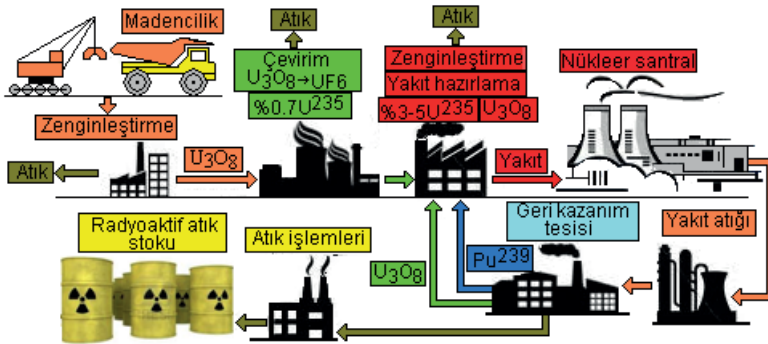 Madencilik
Atık
Atık
Çevirim
U₃O₈→UF6
%0.7U²³⁵
Zenginleştirme
Yakıt hazırlama
%3-5U²³⁵ U₃O₈
Nükleer santral
Zenginleştirme
Atık
U₃O₈
Yakıt
Radyoaktif atık
stoku
Atık işlemleri
U₃O₈
Pu²³⁹
Geri kazanım
tesisi
Yakıt atığı